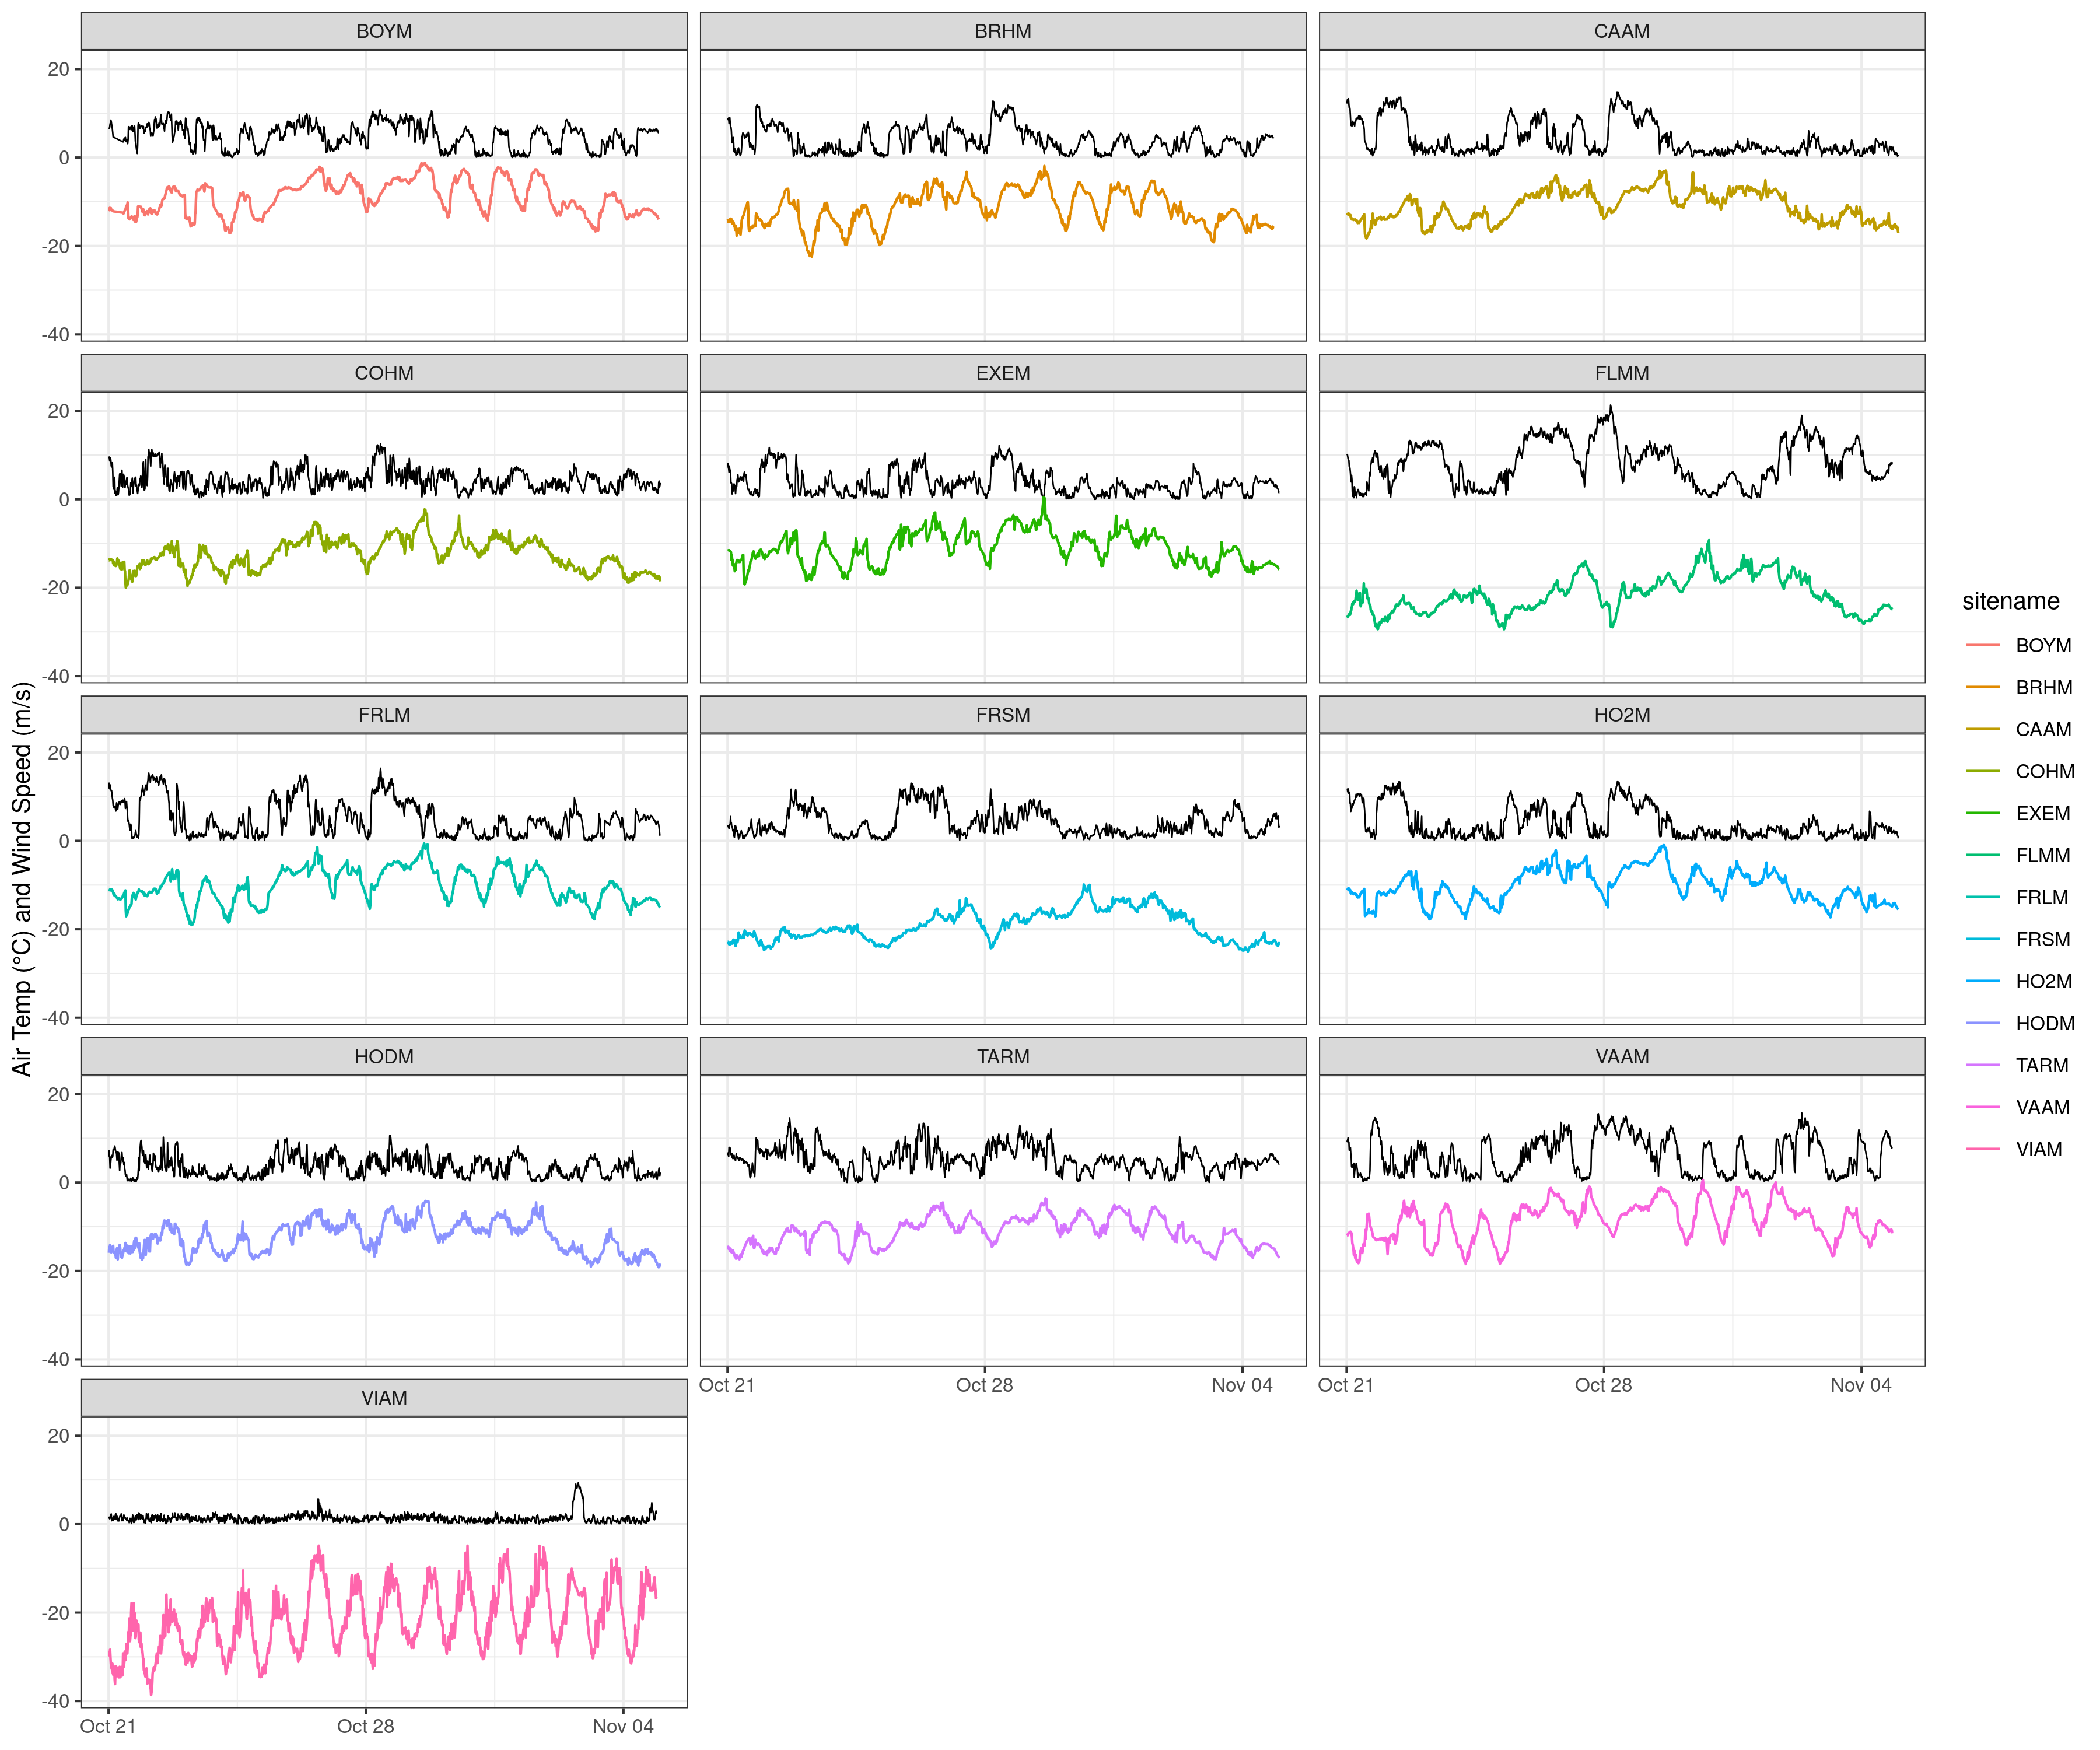 BOYM BRHM CAAM
20
0
-20
-40
COHM EXEM FLMM
20
0
-20
-40
FRLM FRSM HO2M
20
0
-20
-40
HODM TARM VAAM
20
0
-20
-40
Oct 21 Oct 28 Nov 04 Oct 21 Oct 28 Nov 04
VIAM
20
0
-20
-40
Oct 21 Oct 28 Nov 04
Air Temp (°C) and Wind Speed (m/s)
sitename
BOYM
BRHM
CAAM
COHM
EXEM
FLMM
FRLM
FRSM
HO2M
HODM
TARM
VAAM
VIAM